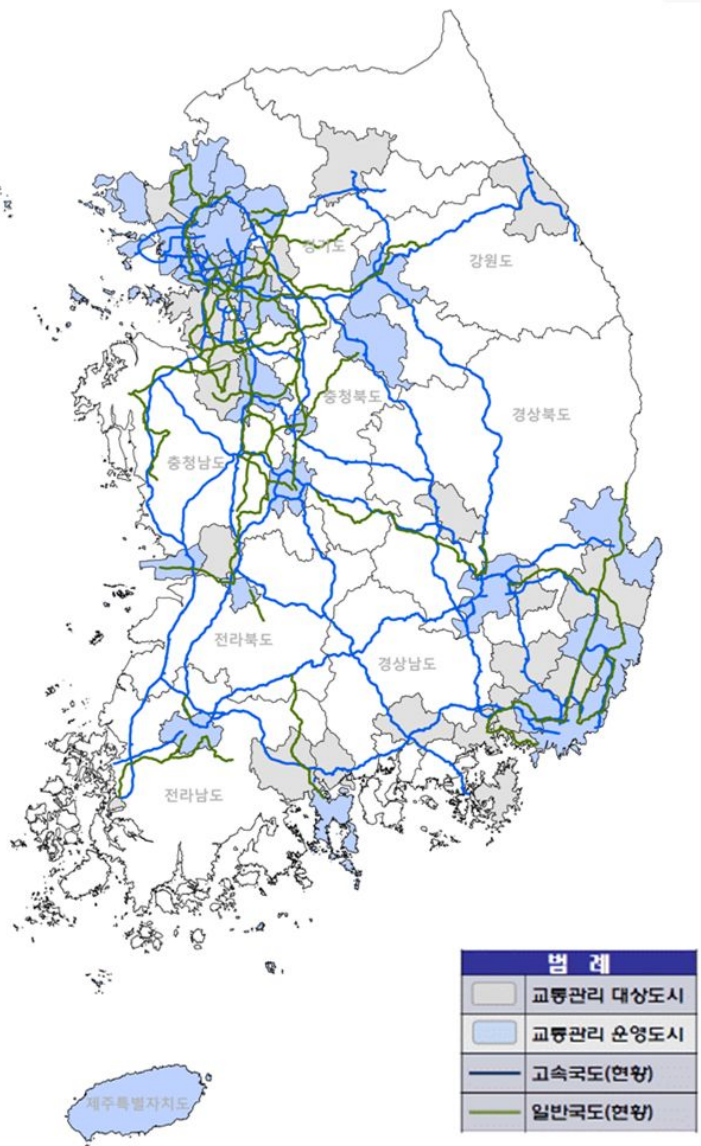 경기도
강원도
충청북도
경상북도
충청남도
전라북도
경상남도
전라남도
제주특별자치도
범 례
교통관리 대상도시
교통관리 운영도시
고속국도(현황)
일반국도(현황)